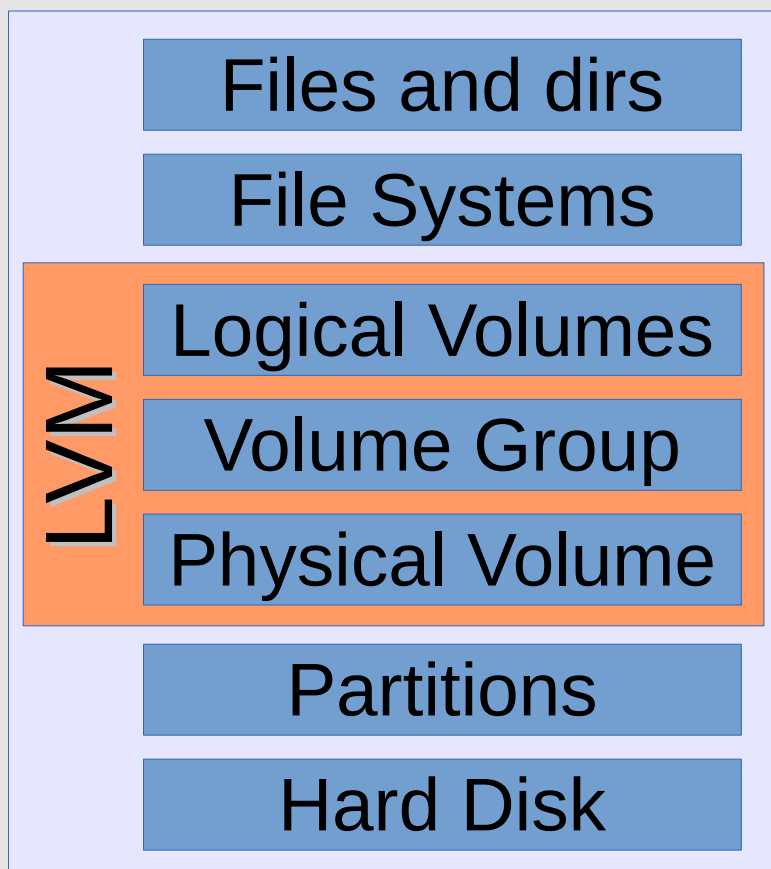 Files and dirs
File Systems
LVM
Logical Volumes
Volume Group
Physical Volume
Partitions
Hard Disk